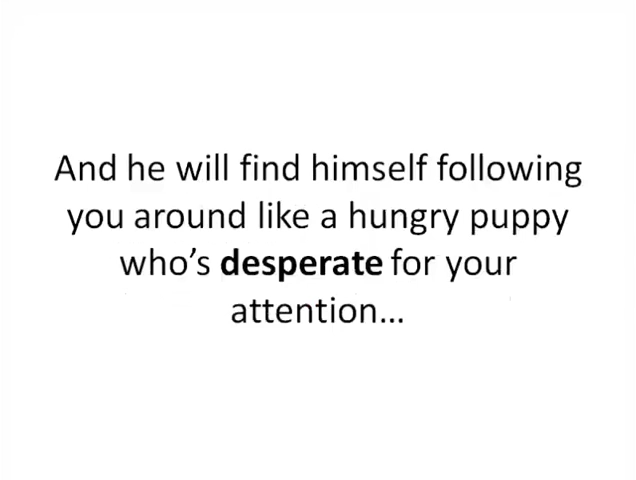 And he will find himself following
you around like a hungry puppy
who’s desperate for your
attention…